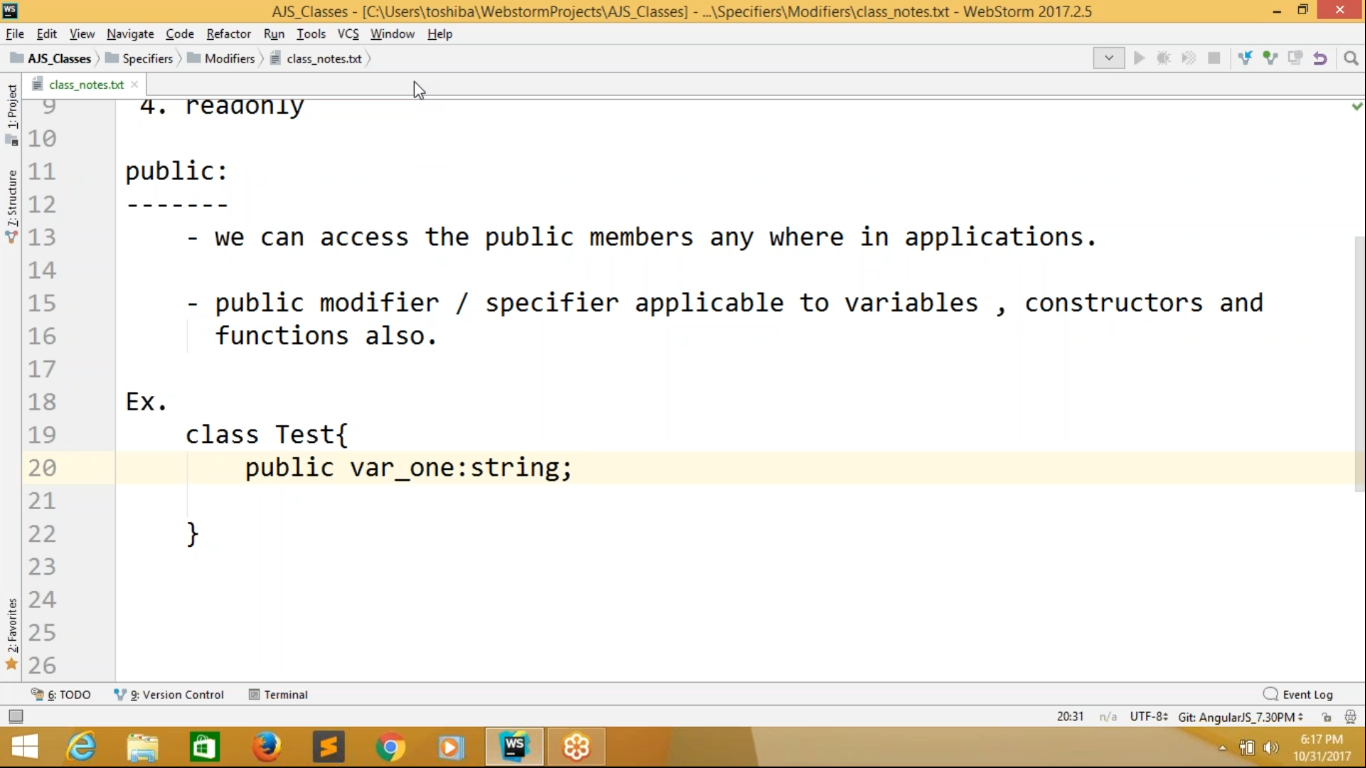 AJS_Classes - [C:\Users\toshiba\WebstormProjects\AJS_Classes] - ...\Specifiers\Modifiers\class_notes.txt - WebStorm 2017.2.5
File Edit View Navigate Code Refactor Run Tools VCS Window Help
AJS_Classes Specifiers Modifiers class_notes.txt
class_notes.txt
1: Project
7: Structure
2: Favorites
9 4. readonly
10
11 public:
12 -------
13 - we can access the public members any where in applications.
14
15 - public modifier / specifier applicable to variables , constructors and
16 functions also.
17
18 Ex.
19 class Test{
20 public var_one:string;
21
22 }
23
24
25
26
6: TODO 9: Version Control Terminal Event Log
20:31 n/a UTF-8 Git: AngularJS_7.30PM
WS
6:17 PM
10/31/2017